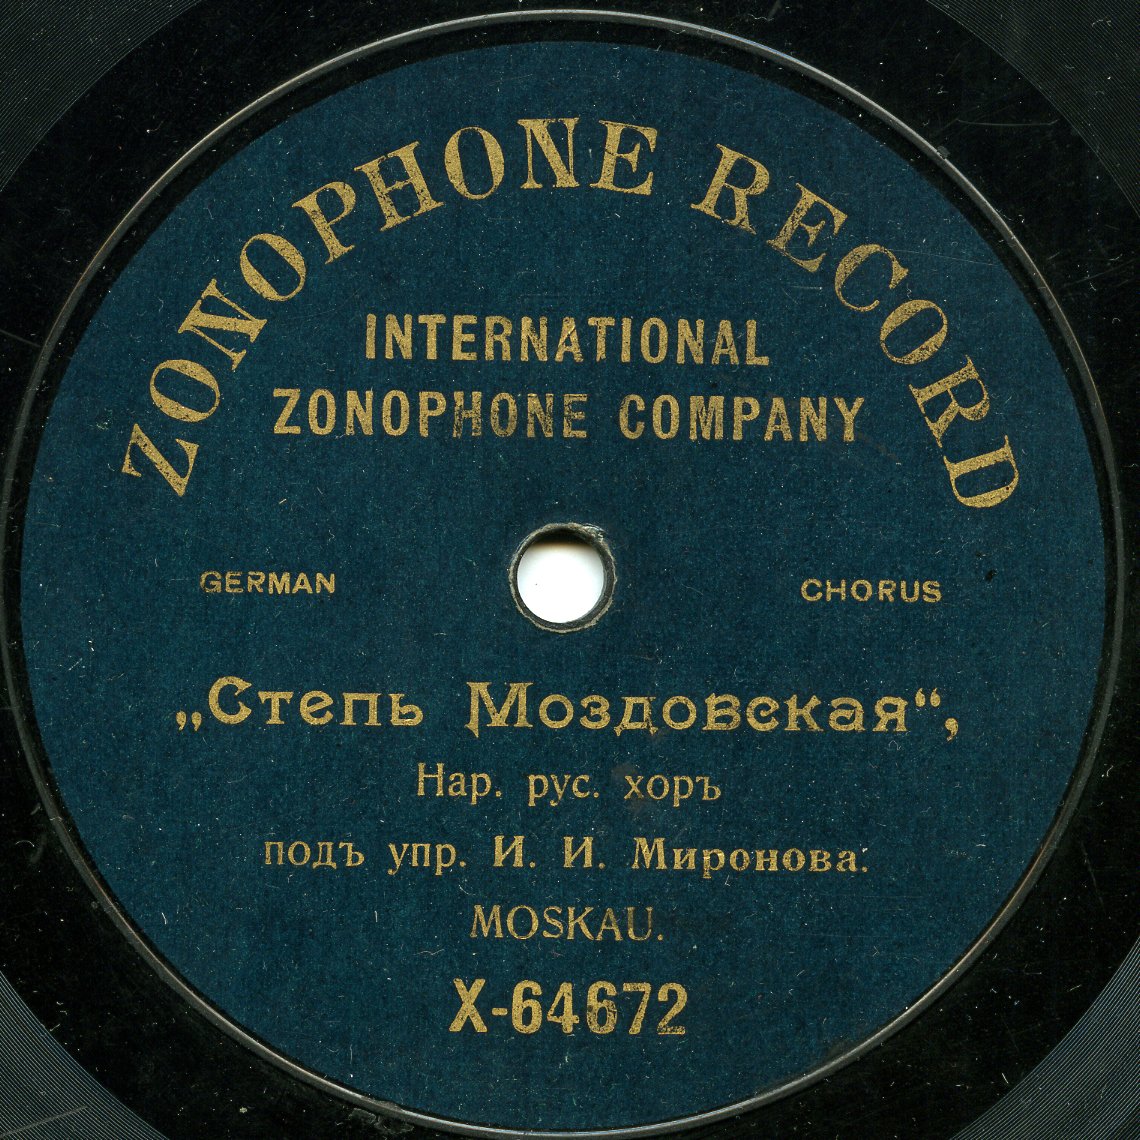 ZONOPHONE RECORD
INTERNATIONAL
ZONOPHONE COMPANY
GERMAN CHORUS
„Степь Моздовская“,
Нар. рус. хоръ
подъ упр. И. И. Миронова.
MOSKAU.
X-64672